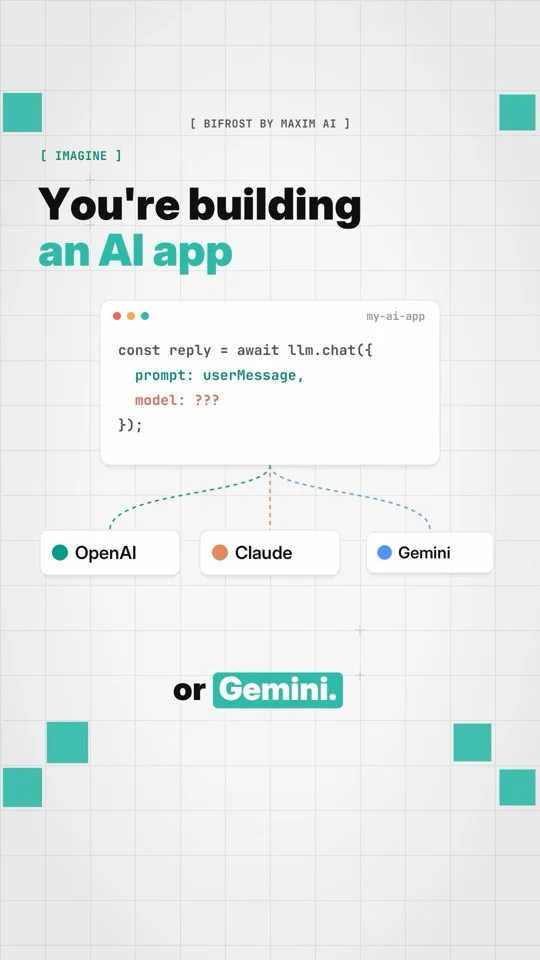 [ BIFROST BY MAXIM AI ]
[ IMAGINE ]
You're building
an AI app
my-ai-app
const reply = await llm.chat({
prompt: userMessage,
model: ???
});
OpenAI
Claude
Gemini
or Gemini.